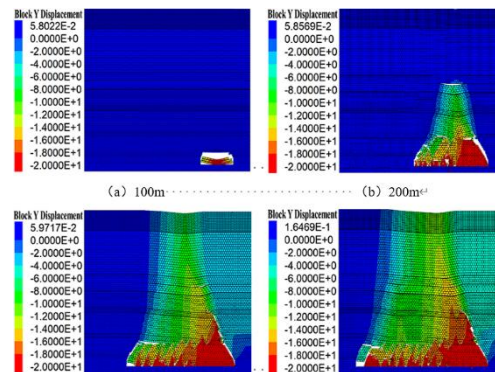 Block Y Displacement
5.8022E-2
0.0000E+0
-2.0000E+0
-4.0000E+0
-6.0000E+0
-8.0000E+0
-1.0000E+1
-1.2000E+1
-1.4000E+1
-1.6000E+1
-1.8000E+1
-2.0000E+1
Block Y Displacement
5.8569E-2
0.0000E+0
-2.0000E+0
-4.0000E+0
-6.0000E+0
-8.0000E+0
-1.0000E+1
-1.2000E+1
-1.4000E+1
-1.6000E+1
-1.8000E+1
-2.0000E+1
(a) 100m
(b) 200m
Block Y Displacement
5.9717E-2
0.0000E+0
-2.0000E+0
-4.0000E+0
-6.0000E+0
-8.0000E+0
-1.0000E+1
-1.2000E+1
-1.4000E+1
-1.6000E+1
-1.8000E+1
-2.0000E+1
Block Y Displacement
1.6469E-1
0.0000E+0
-2.0000E+0
-4.0000E+0
-6.0000E+0
-8.0000E+0
-1.0000E+1
-1.2000E+1
-1.4000E+1
-1.6000E+1
-1.8000E+1
-2.0000E+1